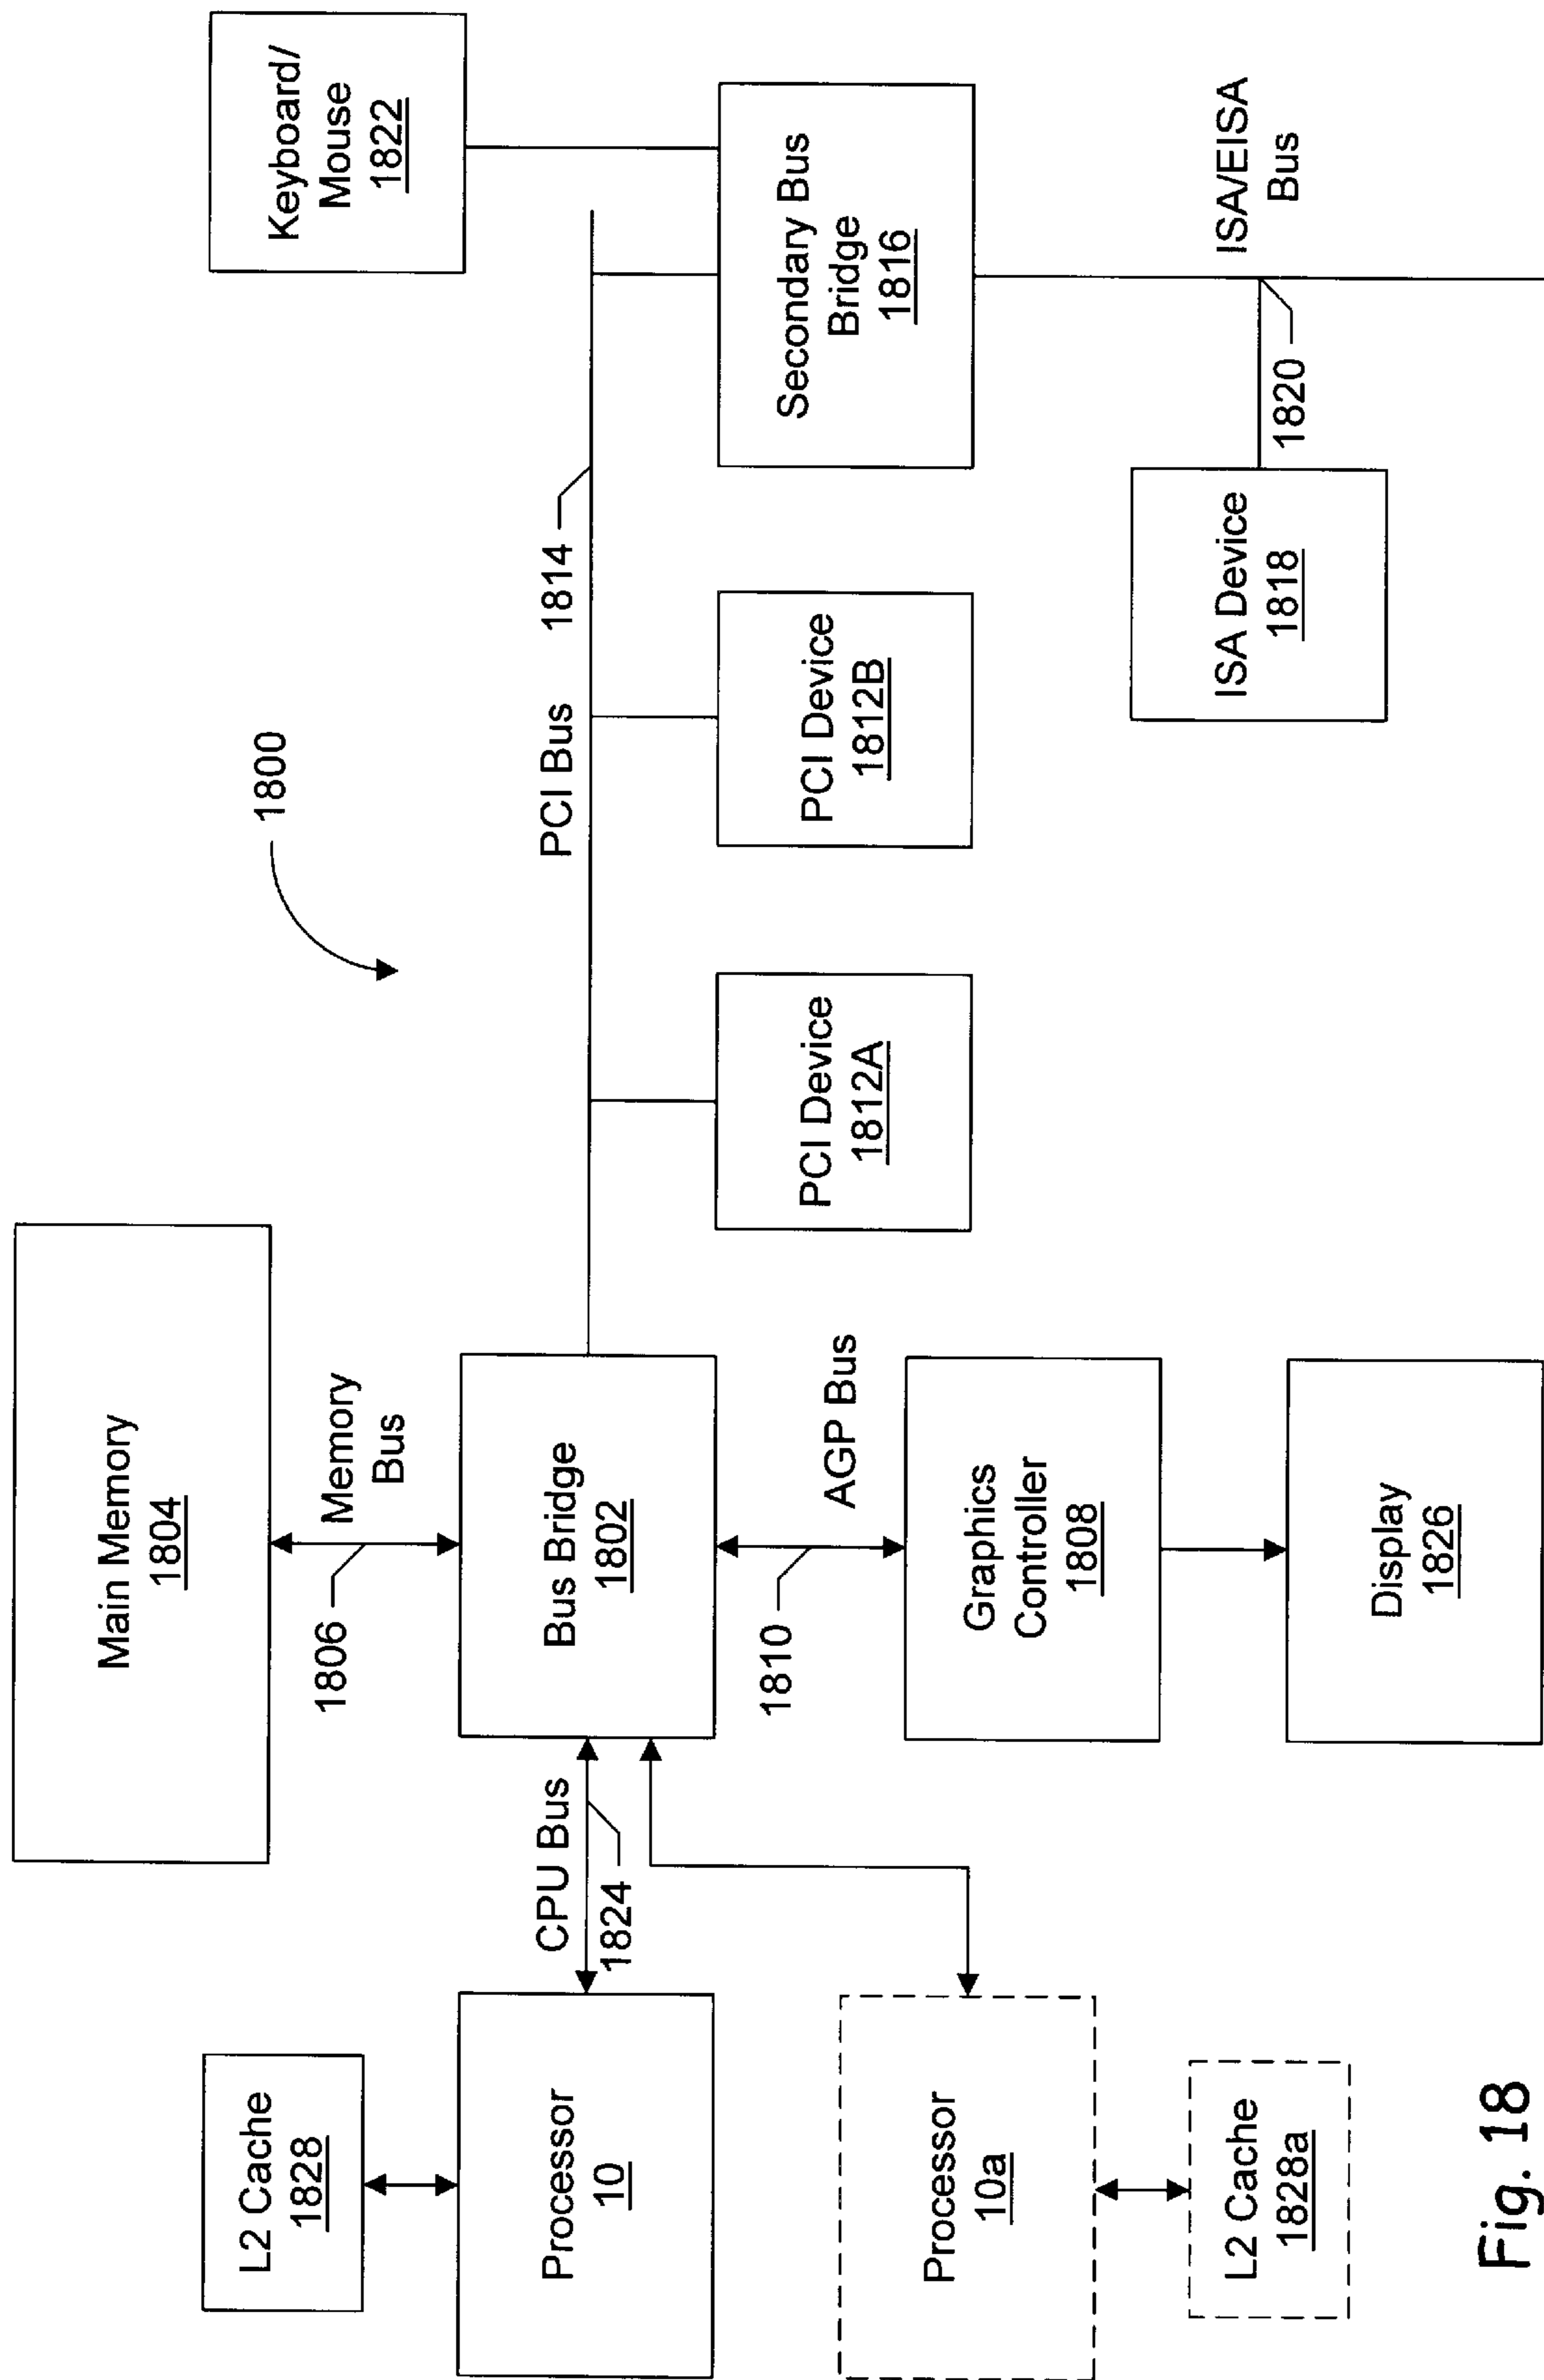 Main Memory
1804
Keyboard/
Mouse
1822
L2 Cache
1828
1800
1806
Memory
Bus
Processor
10
CPU Bus
1824
Bus Bridge
1802
PCI Bus
1814
PCI Device
1812A
PCI Device
1812B
Secondary Bus
Bridge
1816
1810
AGP Bus
Processor
10a
Graphics
Controller
1808
L2 Cache
1828a
ISA Device
1818
1820
ISA/EISA
Bus
Display
1826
Fig. 18